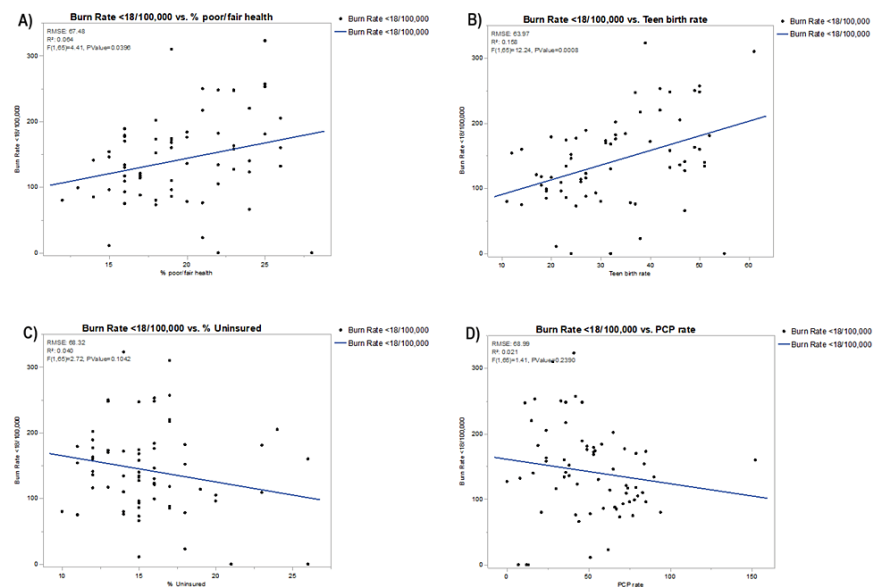 A)
Burn Rate <18/100,000 vs. % poor/fair health
RMSE: 67.48
R²: 0.064
F(1,65)=4.41, PValue=0.0396
Burn Rate <18/100,000
Burn Rate <18/100,000
Burn Rate <18/100,000
300
200
100
0
15
20
25
% poor/fair health
B)
Burn Rate <18/100,000 vs. Teen birth rate
RMSE: 63.97
R²: 0.158
F(1,65)=12.24, PValue=0.0008
Burn Rate <18/100,000
Burn Rate <18/100,000
Burn Rate <18/100,000
300
200
100
0
10
20
30
40
50
60
Teen birth rate
C)
Burn Rate <18/100,000 vs. % Uninsured
RMSE: 68.32
R²: 0.040
F(1,65)=2.72, PValue=0.1042
Burn Rate <18/100,000
Burn Rate <18/100,000
Burn Rate <18/100,000
300
200
100
0
10
15
20
25
% Uninsured
D)
Burn Rate <18/100,000 vs. PCP rate
RMSE: 68.99
R²: 0.021
F(1,65)=1.41, PValue=0.2390
Burn Rate <18/100,000
Burn Rate <18/100,000
Burn Rate <18/100,000
300
200
100
0
0
50
100
150
PCP rate